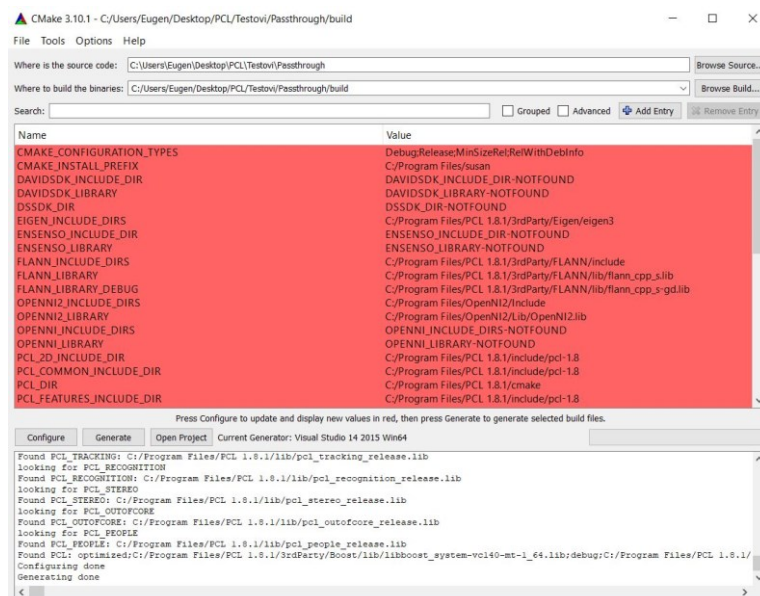 CMake 3.10.1 - C:/Users/Eugen/Desktop/PCL/Testovi/Passthrough/build
File Tools Options Help
Where is the source code: C:\Users\Eugen\Desktop\PCL\Testovi\Passthrough Browse Source...
Where to build the binaries: C:/Users/Eugen/Desktop/PCL/Testovi/Passthrough/build Browse Build...
Search: Grouped Advanced Add Entry Remove Entry
Name Value
CMAKE_CONFIGURATION_TYPES Debug;Release;MinSizeRel;RelWithDebInfo
CMAKE_INSTALL_PREFIX C:/Program Files/susan
DAVIDSDK_INCLUDE_DIR DAVIDSDK_INCLUDE_DIR-NOTFOUND
DAVIDSDK_LIBRARY DAVIDSDK_LIBRARY-NOTFOUND
DSSDK_DIR DSSDK_DIR-NOTFOUND
EIGEN_INCLUDE_DIRS C:/Program Files/PCL 1.8.1/3rdParty/Eigen/eigen3
ENSENSO_INCLUDE_DIR ENSENSO_INCLUDE_DIR-NOTFOUND
ENSENSO_LIBRARY ENSENSO_LIBRARY-NOTFOUND
FLANN_INCLUDE_DIRS C:/Program Files/PCL 1.8.1/3rdParty/FLANN/include
FLANN_LIBRARY C:/Program Files/PCL 1.8.1/3rdParty/FLANN/lib/flann_cpp_s.lib
FLANN_LIBRARY_DEBUG C:/Program Files/PCL 1.8.1/3rdParty/FLANN/lib/flann_cpp_s-gd.lib
OPENNI2_INCLUDE_DIRS C:/Program Files/OpenNI2/Include
OPENNI2_LIBRARY C:/Program Files/OpenNI2/Lib/OpenNI2.lib
OPENNI_INCLUDE_DIRS OPENNI_INCLUDE_DIRS-NOTFOUND
OPENNI_LIBRARY OPENNI_LIBRARY-NOTFOUND
PCL_2D_INCLUDE_DIR C:/Program Files/PCL 1.8.1/include/pcl-1.8
PCL_COMMON_INCLUDE_DIR C:/Program Files/PCL 1.8.1/include/pcl-1.8
PCL_DIR C:/Program Files/PCL 1.8.1/cmake
PCL_FEATURES_INCLUDE_DIR C:/Program Files/PCL 1.8.1/include/pcl-1.8
Press Configure to update and display new values in red, then press Generate to generate selected build files.
Configure Generate Open Project Current Generator: Visual Studio 14 2015 Win64
Found PCL_TRACKING: C:/Program Files/PCL 1.8.1/lib/pcl_tracking_release.lib
looking for PCL_RECOGNITION
Found PCL_RECOGNITION: C:/Program Files/PCL 1.8.1/lib/pcl_recognition_release.lib
looking for PCL_STEREO
Found PCL_STEREO: C:/Program Files/PCL 1.8.1/lib/pcl_stereo_release.lib
looking for PCL_OUTOFCORE
Found PCL_OUTOFCORE: C:/Program Files/PCL 1.8.1/lib/pcl_outofcore_release.lib
looking for PCL_PEOPLE
Found PCL_PEOPLE: C:/Program Files/PCL 1.8.1/lib/pcl_people_release.lib
Found PCL: optimized;C:/Program Files/PCL 1.8.1/3rdParty/Boost/lib/libboost_system-vc140-mt-1_64.lib;debug;C:/Program Files/PCL 1.8.1/
Configuring done
Generating done